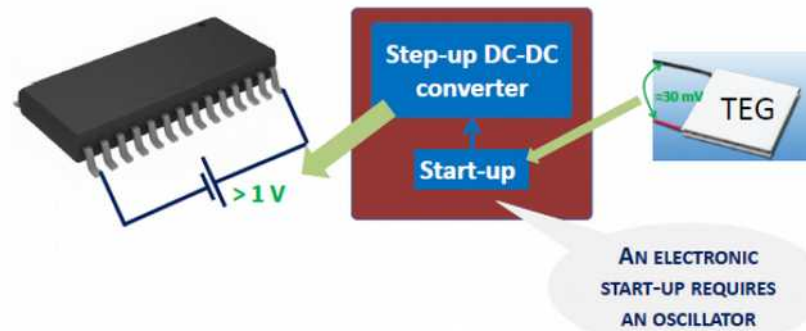 Step-up DC-DC
converter
Start-up
> 1 V
≈30 mV
TEG
AN ELECTRONIC
START-UP REQUIRES
AN OSCILLATOR